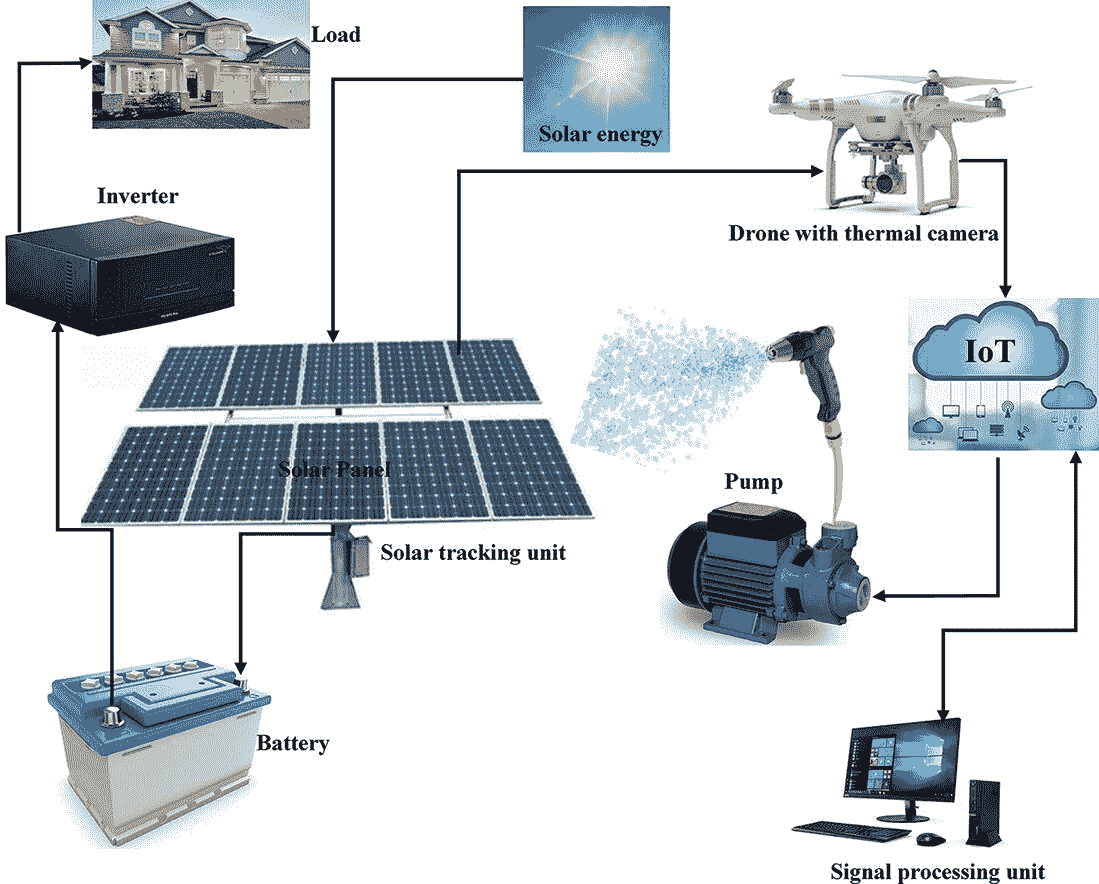 Load
Solar energy
Inverter
Drone with thermal camera
IoT
Solar Panel
Pump
Solar tracking unit
Battery
Signal processing unit